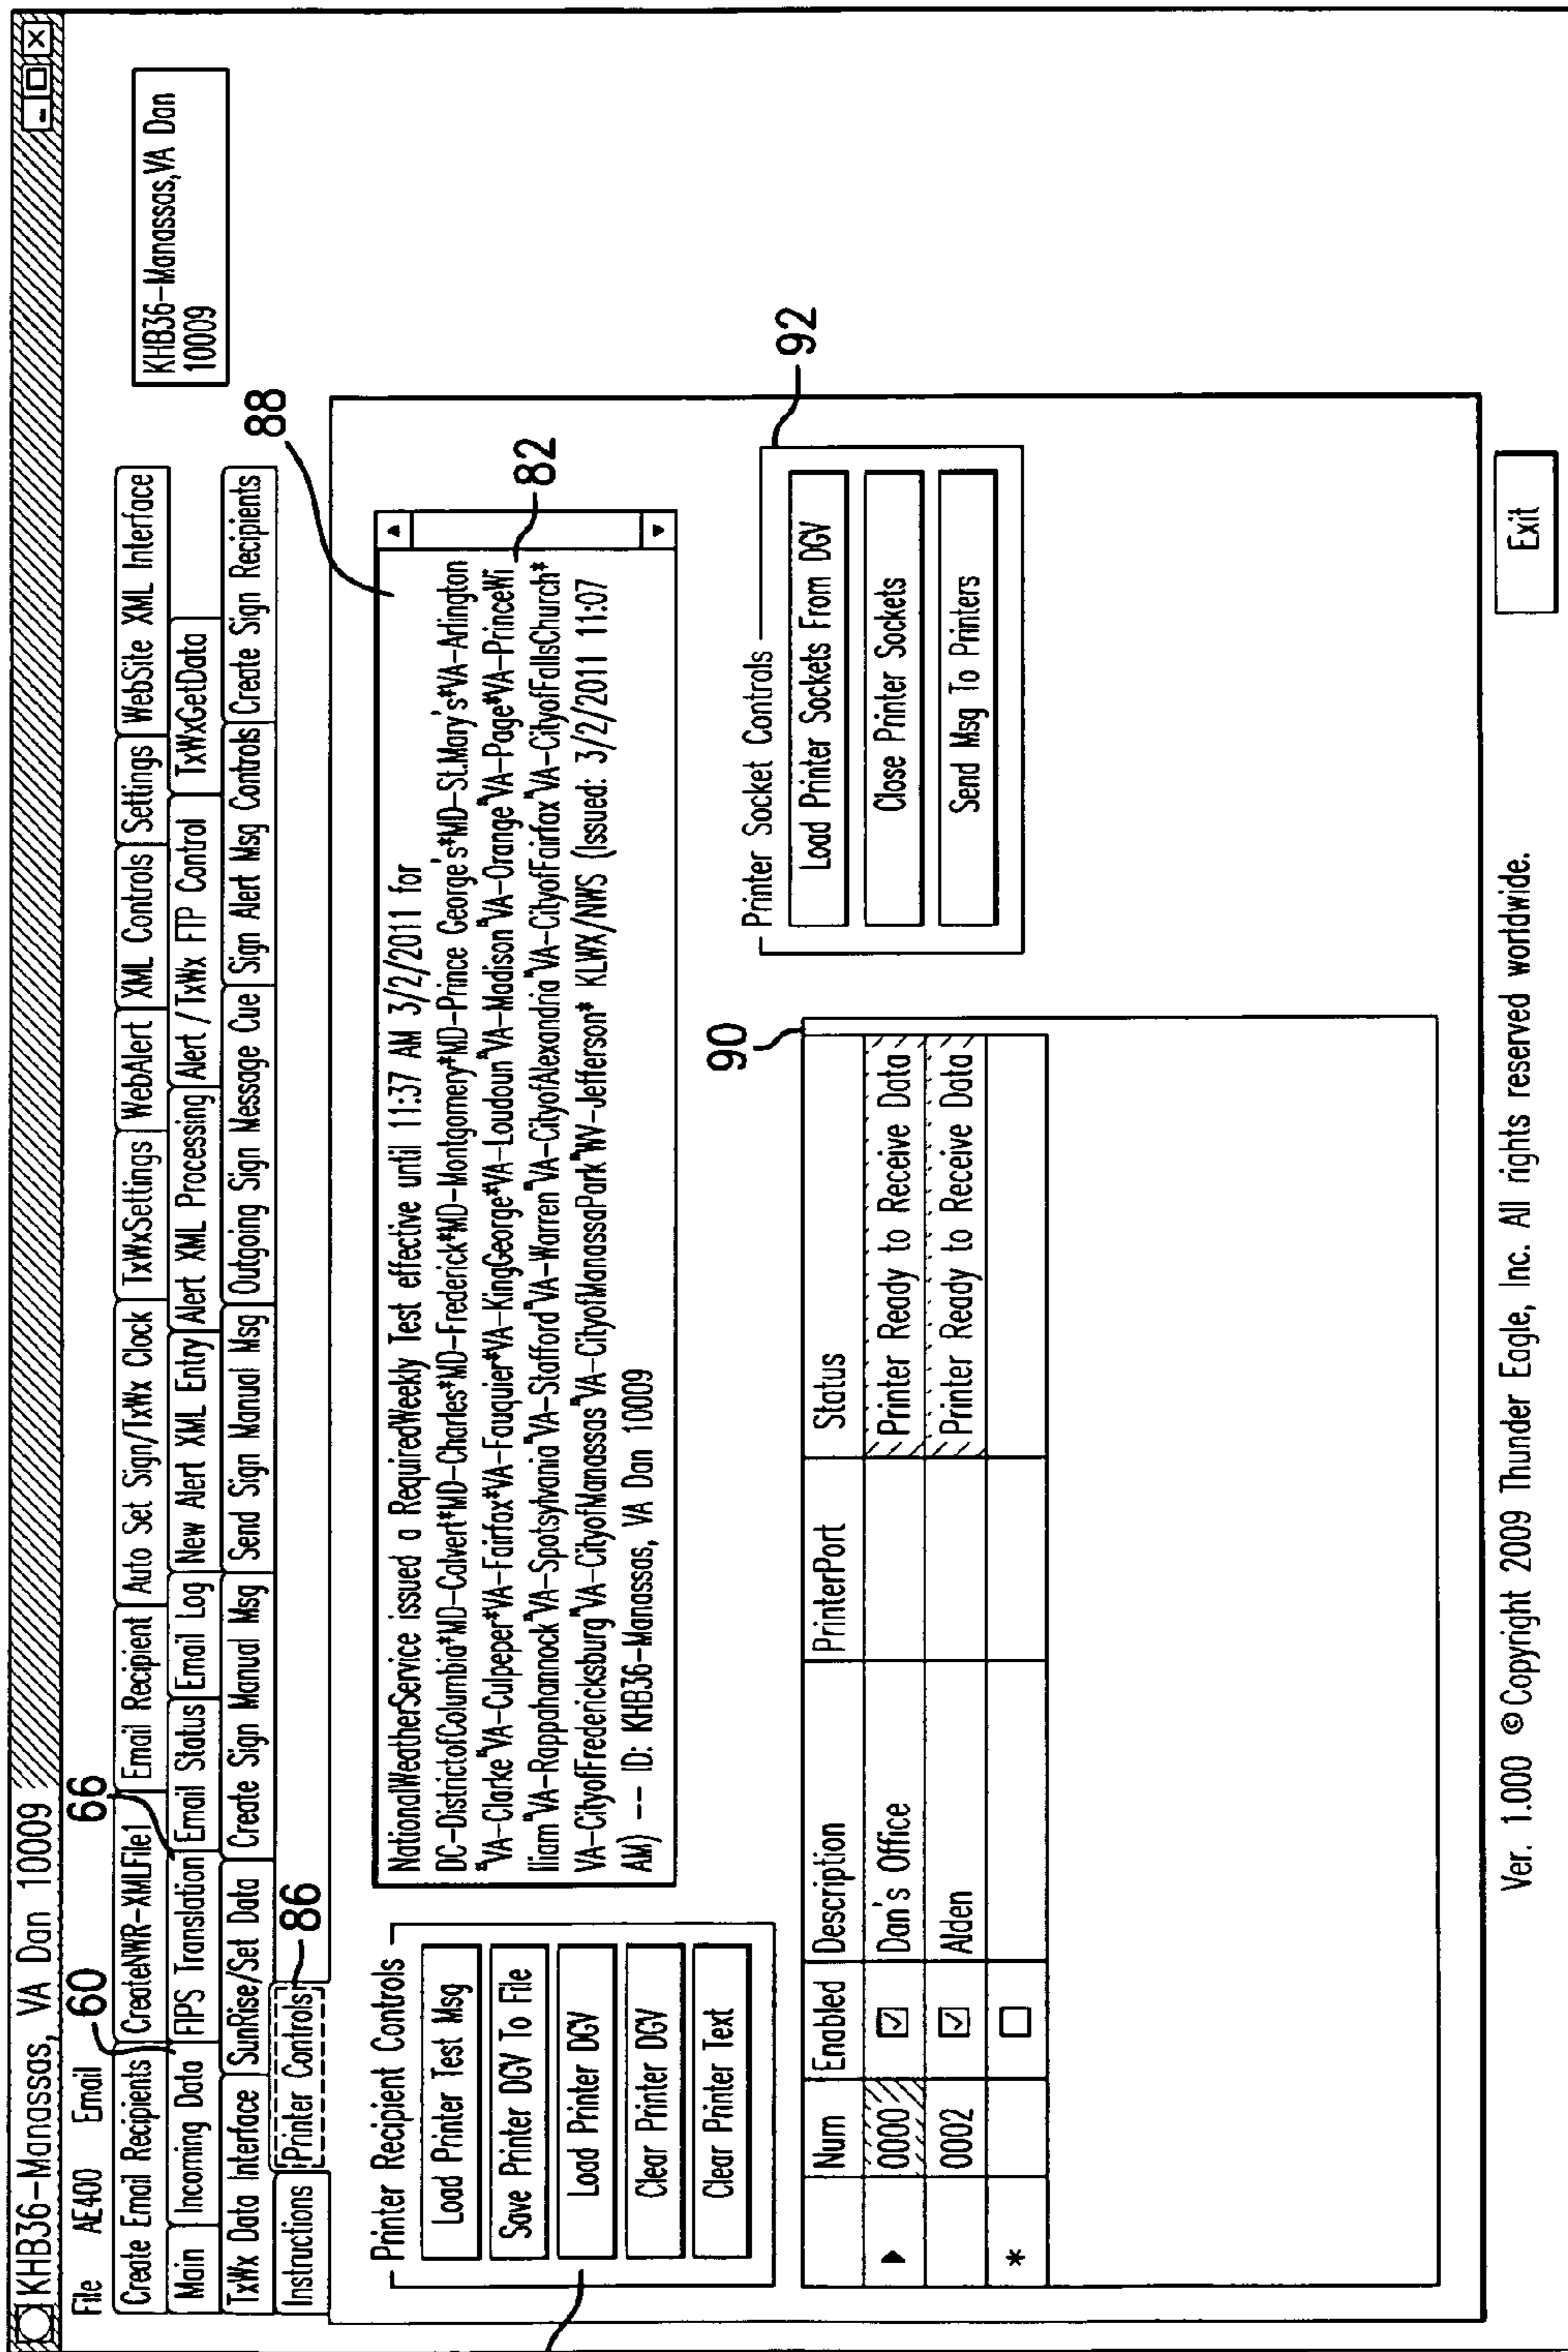 KHB36-Manassas, VA Dan 10009
File AE400 Email
60
66
Create Email Recipients CreateNWR-XMLFile1 Email Recipient Auto Set Sign/TxWx Clock TxWxSettings WebAlert XML Controls Settings WebSite XML Interface
Main Incoming Data FIPS Translation Email Status Email Log New Alert XML Entry Alert XML Processing Alert / TxWx FTP Control TxWxGetData
TxWx Data Interface SunRise/Set Data Create Sign Manual Msg Send Sign Manual Msg Outgoing Sign Message Cue Sign Alert Msg Controls Create Sign Recipients
Instructions Printer Controls
86
88
KHB36-Manassas,VA Dan
10009
Printer Recipient Controls
Load Printer Test Msg
Save Printer DGV To File
Load Printer DGV
Clear Printer DGV
Clear Printer Text
NationalWeatherService issued a RequiredWeekly Test effective until 11:37 AM 3/2/2011 for
DC-DistrictofColumbia*MD-Calvert*MD-Charles*MD-Frederick*MD-Montgomery*MD-Prince George's*MD-St.Mary's*VA-Arlington
*VA-Clarke*VA-Culpeper*VA-Fairfax*VA-Fauquier*VA-KingGeorge*VA-Loudoun*VA-Madison*VA-Orange*VA-Page*VA-PrinceWi
lliam*VA-Rappahannock*VA-Spotsylvania*VA-Stafford*VA-Warren*VA-CityofAlexandria*VA-CityofFairfax*VA-CityofFallsChurch*
VA-CityofFredericksburg*VA-CityofManassas*VA-CityofManassaPark*WV-Jefferson* KLWX/NWS (Issued: 3/2/2011 11:07
AM) -- ID: KHB36-Manassas, VA Dan 10009
82
Printer Socket Controls
92
Load Printer Sockets From DGV
Close Printer Sockets
Send Msg To Printers
90
Num Enabled Description PrinterPort Status
0000 Dan's Office Printer Ready to Receive Data
0002 Alden Printer Ready to Receive Data
*
Ver. 1.000 ©Copyright 2009 Thunder Eagle, Inc. All rights reserved worldwide.
Exit